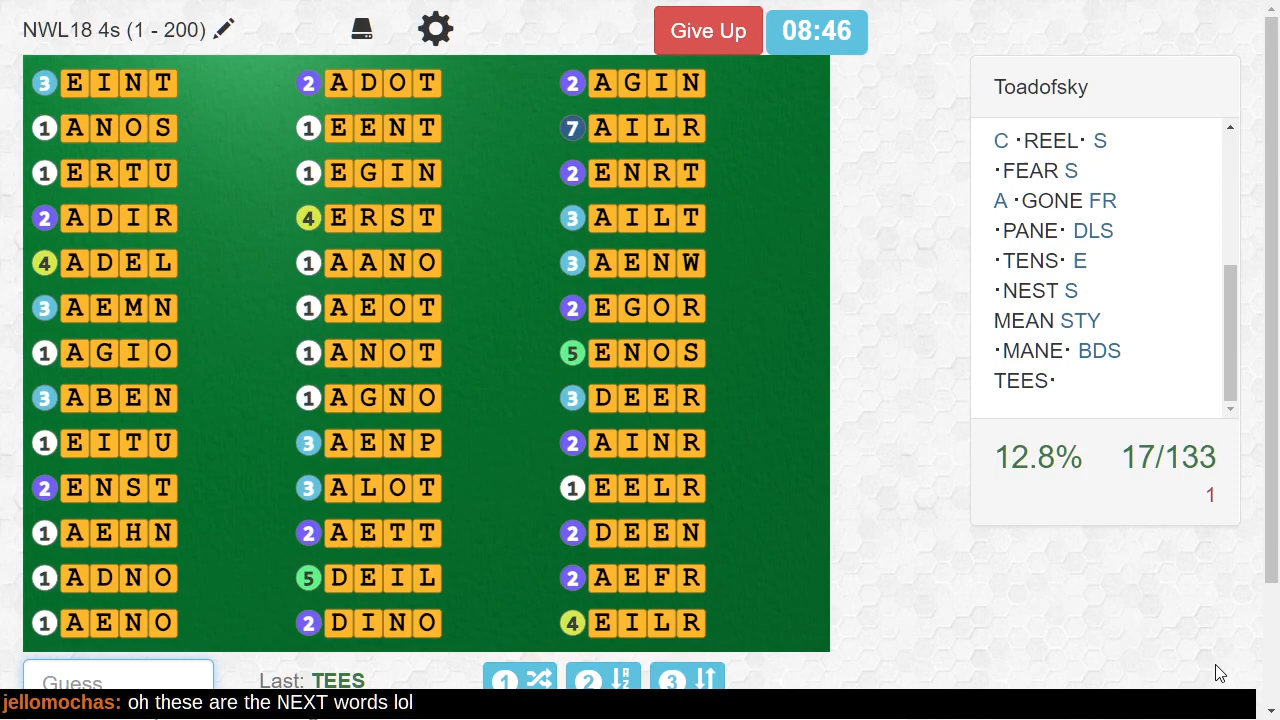 NWL18 4s (1 - 200)
Give Up
08:46
3 EINT
2 ADOT
2 AGIN
1 ANOS
1 EENT
7 AILR
1 ERTU
1 EGIN
2 ENRT
2 ADIR
4 ERST
3 AILT
4 ADEL
1 AANO
3 AENW
3 AEMN
1 AEOT
2 EGOR
1 AGIO
1 ANOT
5 ENOS
3 ABEN
1 AGNO
3 DEER
1 EITU
3 AENP
2 AINR
2 ENST
3 ALOT
1 EELR
1 AEHN
2 AETT
2 DEEN
1 ADNO
5 DEIL
2 AEFR
1 AENO
2 DINO
4 EILR
Toadofsky
C ·REEL· S
·FEAR S
A ·GONE FR
·PANE· DLS
·TENS· E
·NEST S
MEAN STY
·MANE· BDS
TEES·
12.8% 17/133
1
Guess
Last: TEES
1
2 A Z
3
jellomochas: oh these are the NEXT words lol